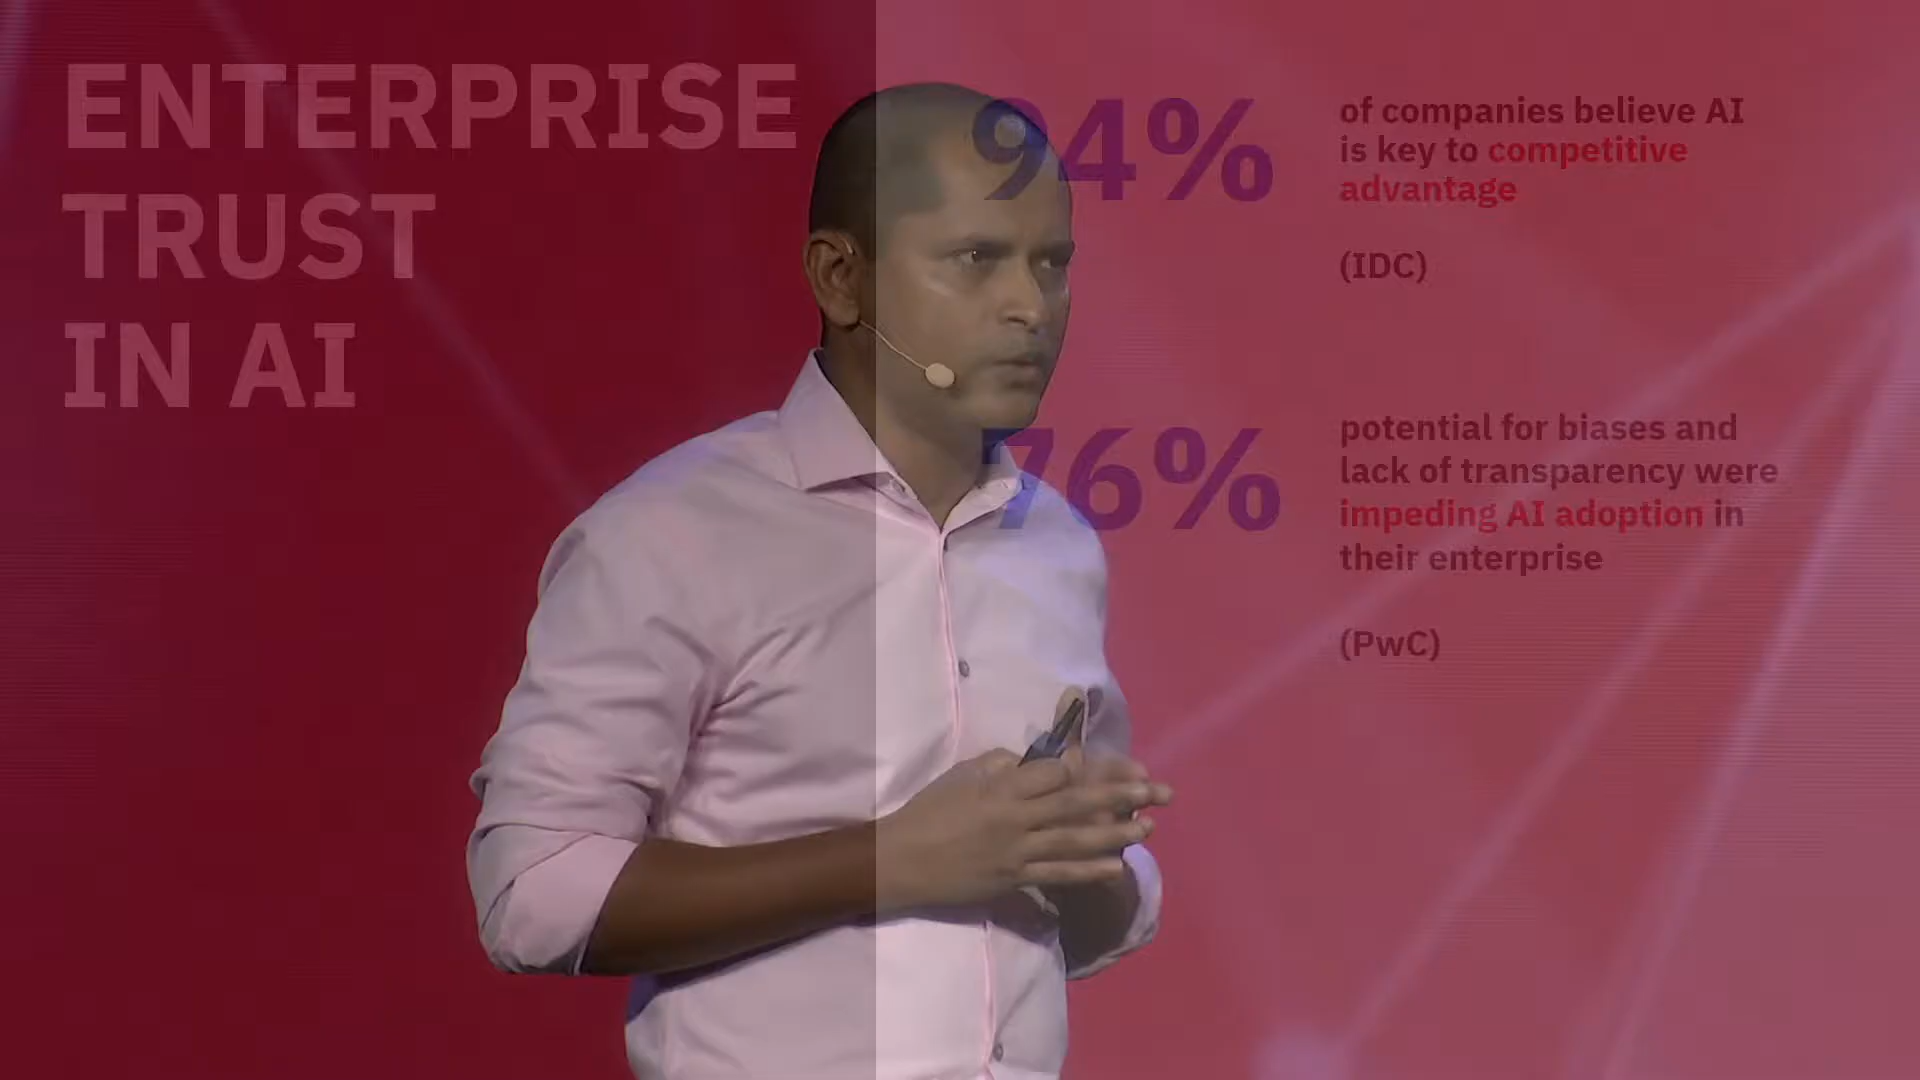 ENTERPRISE
TRUST
IN AI
94%
of companies believe AI
is key to competitive
advantage
(IDC)
76%
potential for biases and
lack of transparency were
impeding AI adoption in
their enterprise
(PwC)